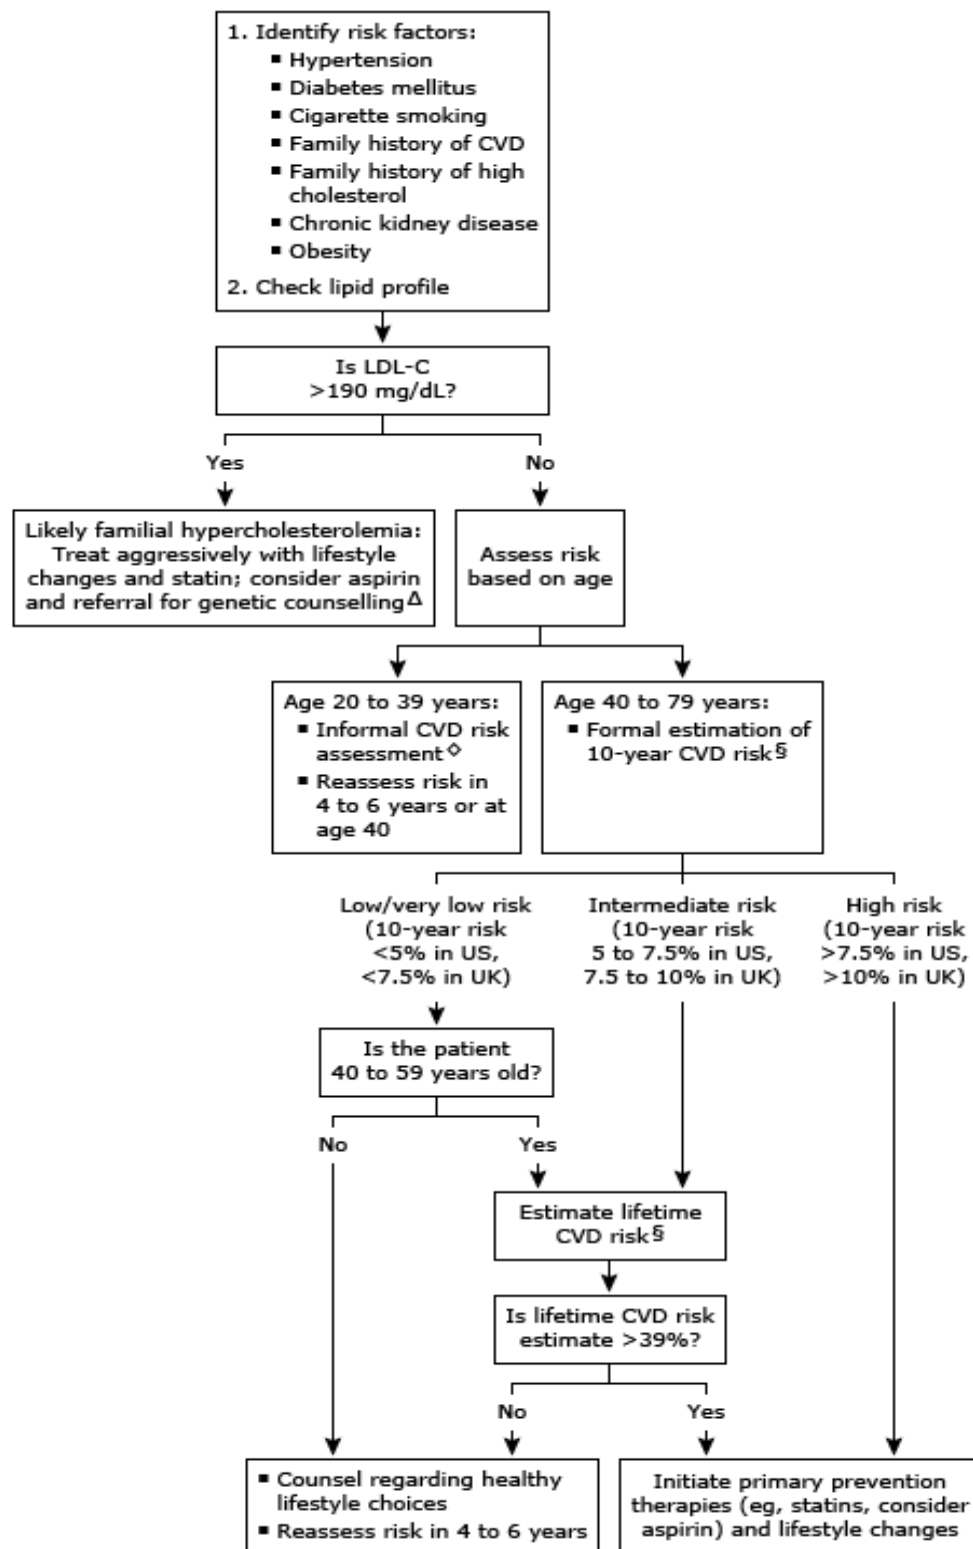 1. Identify risk factors:
▪ Hypertension
▪ Diabetes mellitus
▪ Cigarette smoking
▪ Family history of CVD
▪ Family history of high
cholesterol
▪ Chronic kidney disease
▪ Obesity
2. Check lipid profile
Is LDL-C
>190 mg/dL?
Yes
No
Likely familial hypercholesterolemia:
Treat aggressively with lifestyle
changes and statin; consider aspirin
and referral for genetic counselling Δ
Assess risk
based on age
Age 20 to 39 years:
▪ Informal CVD risk
assessment ◇
▪ Reassess risk in
4 to 6 years or at
age 40
Age 40 to 79 years:
▪ Formal estimation of
10-year CVD risk §
Low/very low risk
(10-year risk
<5% in US,
<7.5% in UK)
Intermediate risk
(10-year risk
5 to 7.5% in US,
7.5 to 10% in UK)
High risk
(10-year risk
>7.5% in US,
>10% in UK)
Is the patient
40 to 59 years old?
No
Yes
Estimate lifetime
CVD risk §
Is lifetime CVD risk
estimate >39%?
No
Yes
▪ Counsel regarding healthy
lifestyle choices
▪ Reassess risk in 4 to 6 years
Initiate primary prevention
therapies (eg, statins, consider
aspirin) and lifestyle changes